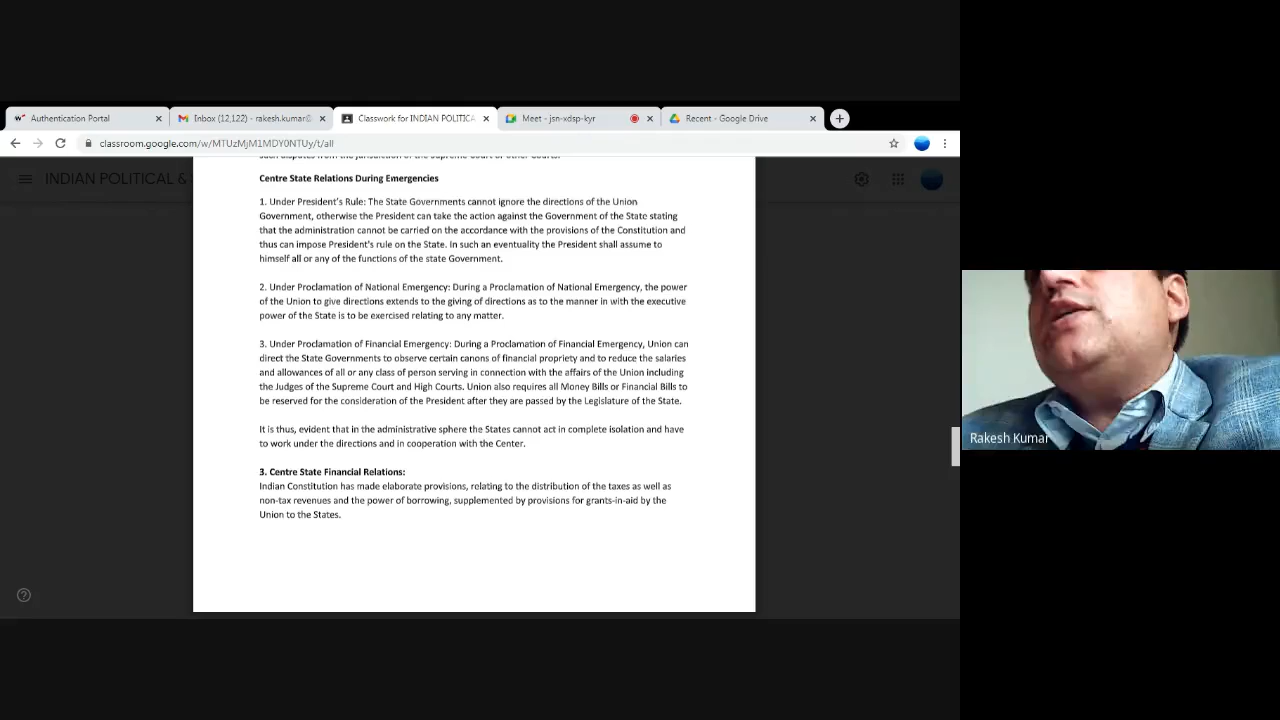 Authentication Portal
Inbox (12,122) - rakesh.kumar@
Classwork for INDIAN POLITICA
Meet - jsn-xdsp-kyr
Recent - Google Drive
classroom.google.com/w/MTUzMjM1MDY0NTUy/t/all
such disputes from the jurisdiction of the Supreme Court or other Courts.
INDIAN POLITICAL &
Centre State Relations During Emergencies
1. Under President's Rule: The State Governments cannot ignore the directions of the Union
Government, otherwise the President can take the action against the Government of the State stating
that the administration cannot be carried on the accordance with the provisions of the Constitution and
thus can impose President's rule on the State. In such an eventuality the President shall assume to
himself all or any of the functions of the state Government.
2. Under Proclamation of National Emergency: During a Proclamation of National Emergency, the power
of the Union to give directions extends to the giving of directions as to the manner in with the executive
power of the State is to be exercised relating to any matter.
3. Under Proclamation of Financial Emergency: During a Proclamation of Financial Emergency, Union can
direct the State Governments to observe certain canons of financial propriety and to reduce the salaries
and allowances of all or any class of person serving in connection with the affairs of the Union including
the Judges of the Supreme Court and High Courts. Union also requires all Money Bills or Financial Bills to
be reserved for the consideration of the President after they are passed by the Legislature of the State.
It is thus, evident that in the administrative sphere the States cannot act in complete isolation and have
to work under the directions and in cooperation with the Center.
3. Centre State Financial Relations:
Indian Constitution has made elaborate provisions, relating to the distribution of the taxes as well as
non-tax revenues and the power of borrowing, supplemented by provisions for grants-in-aid by the
Union to the States.
Rakesh Kumar